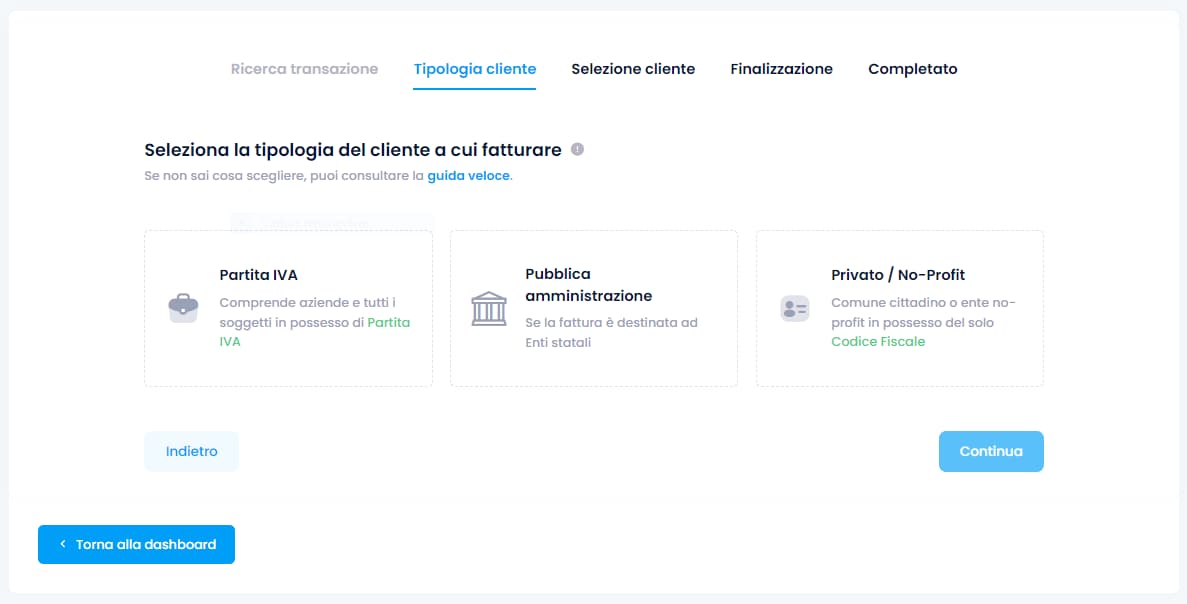 Ricerca transazione Tipologia cliente Selezione cliente Finalizzazione Completato
Seleziona la tipologia del cliente a cui fatturare
Se non sai cosa scegliere, puoi consultare la guida veloce.
Partita IVA
Comprende aziende e tutti i
soggetti in possesso di Partita
IVA
Pubblica
amministrazione
Se la fattura è destinata ad
Enti statali
Privato / No-Profit
Comune cittadino o ente no-
profit in possesso del solo
Codice Fiscale
Indietro
Continua
Torna alla dashboard